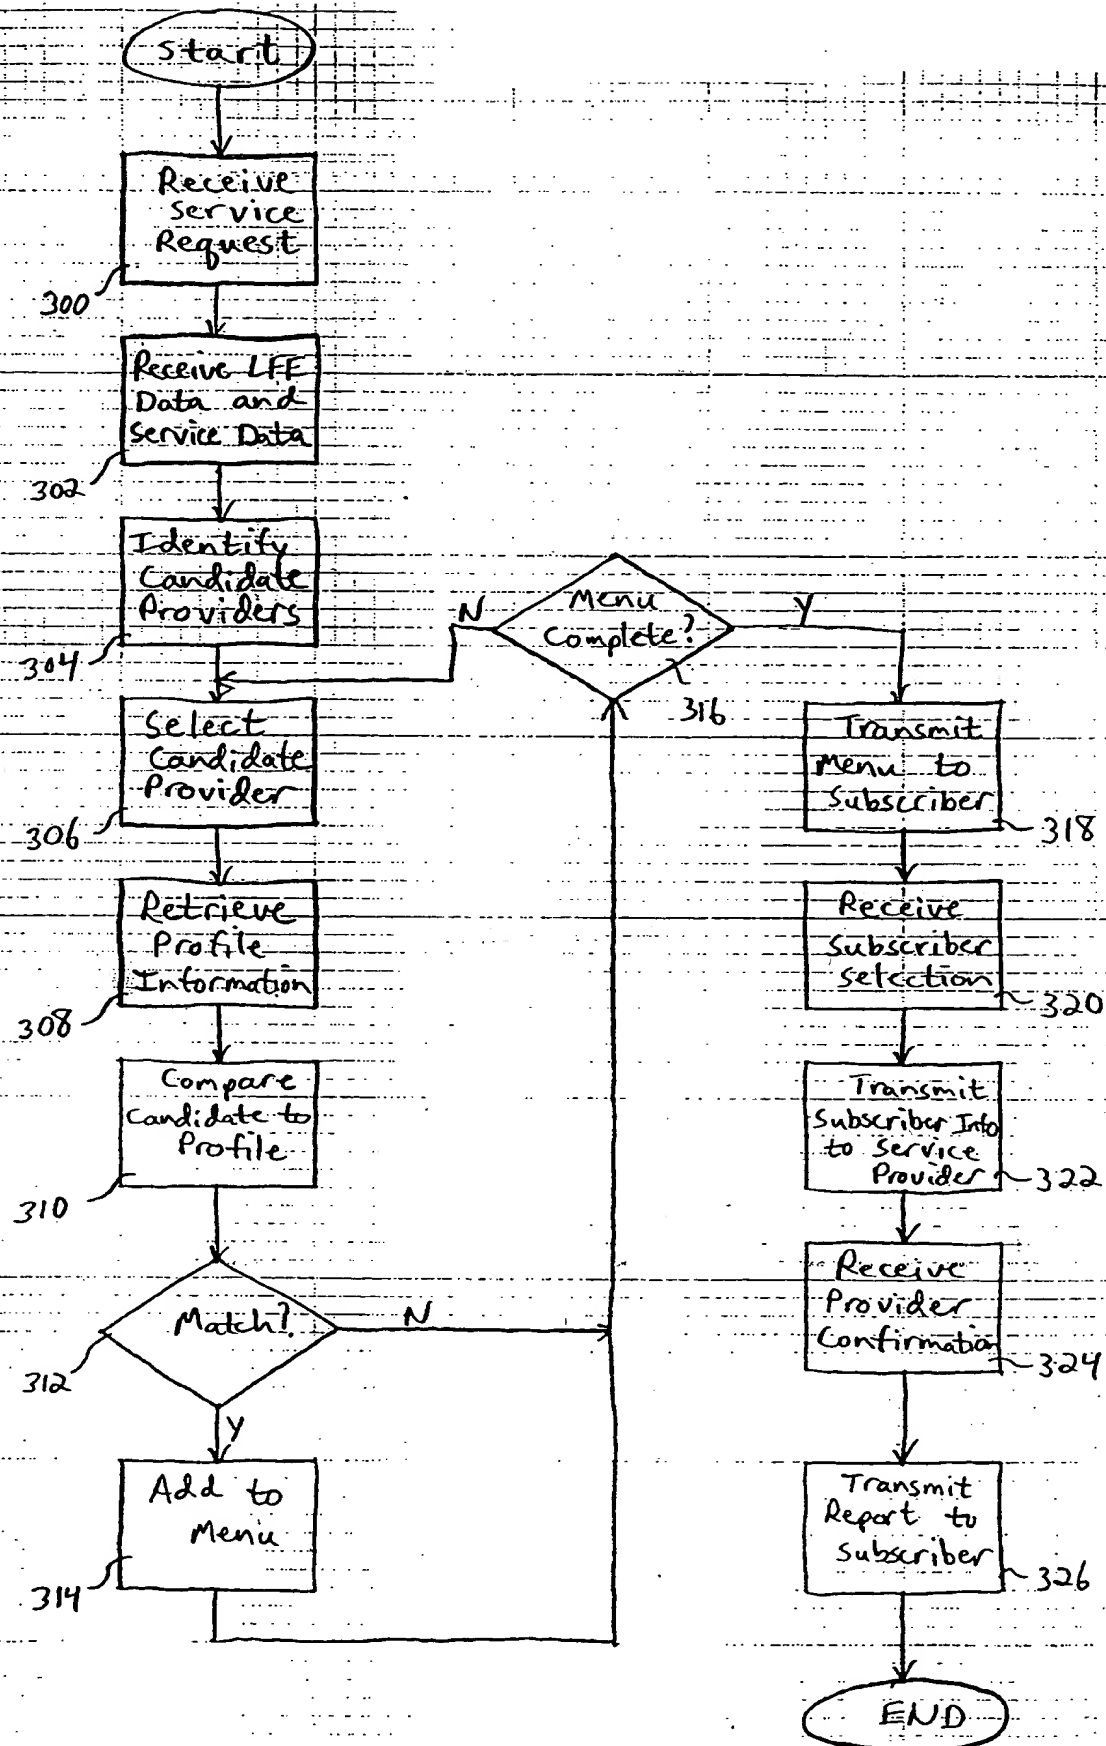 Start
Receive
Service
Request
300
Receive LFE
Data and
Service Data
302
Identify
Candidate
Providers
304
Select
Candidate
Provider
306
Retrieve
Profile
Information
308
Compare
Candidate to
Profile
310
Match?
N
312
Y
Add to
Menu
314
N
Menu
Complete?
Y
316
Transmit
Menu to
Subscriber
318
Receive
Subscriber
Selection
320
Transmit
Subscriber Info
to Service
Provider
322
Receive
Provider
Confirmation
324
Transmit
Report to
Subscriber
326
END